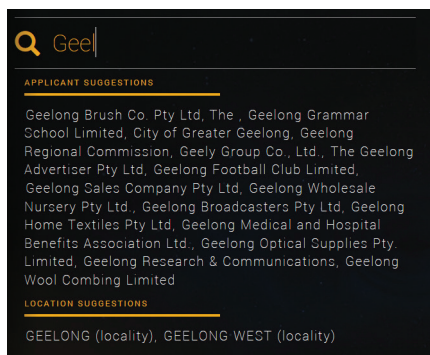 Geel
APPLICANT SUGGESTIONS
Geelong Brush Co. Pty Ltd, The , Geelong Grammar
School Limited, City of Greater Geelong, Geelong
Regional Commission, Geely Group Co., Ltd., The Geelong
Advertiser Pty Ltd, Geelong Football Club Limited,
Geelong Sales Company Pty Ltd, Geelong Wholesale
Nursery Pty Ltd., Geelong Broadcasters Pty Ltd, Geelong
Home Textiles Pty Ltd, Geelong Medical and Hospital
Benefits Association Ltd., Geelong Optical Supplies Pty.
Limited, Geelong Research & Communications, Geelong
Wool Combing Limited
LOCATION SUGGESTIONS
GEELONG (locality), GEELONG WEST (locality)